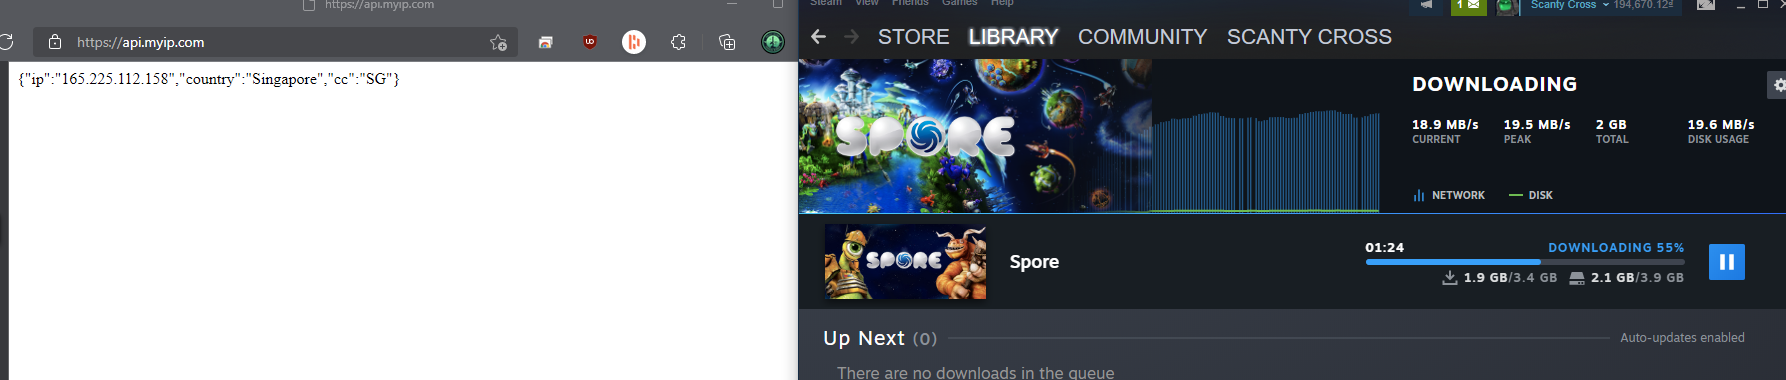 https://api.myip.com
https://api.myip.com
{"ip":"165.225.112.158","country":"Singapore","cc":"SG"}
Steam View Friends Games Help
1 Scanty Cross 194,670.12₫
STORE LIBRARY COMMUNITY SCANTY CROSS
SPORE
DOWNLOADING
18.9 MB/s 19.5 MB/s 2 GB 19.6 MB/s
CURRENT PEAK TOTAL DISK USAGE
NETWORK DISK
SPORE
Spore
01:24 DOWNLOADING 55%
1.9 GB/3.4 GB 2.1 GB/3.9 GB
Up Next (0) Auto-updates enabled
There are no downloads in the queue